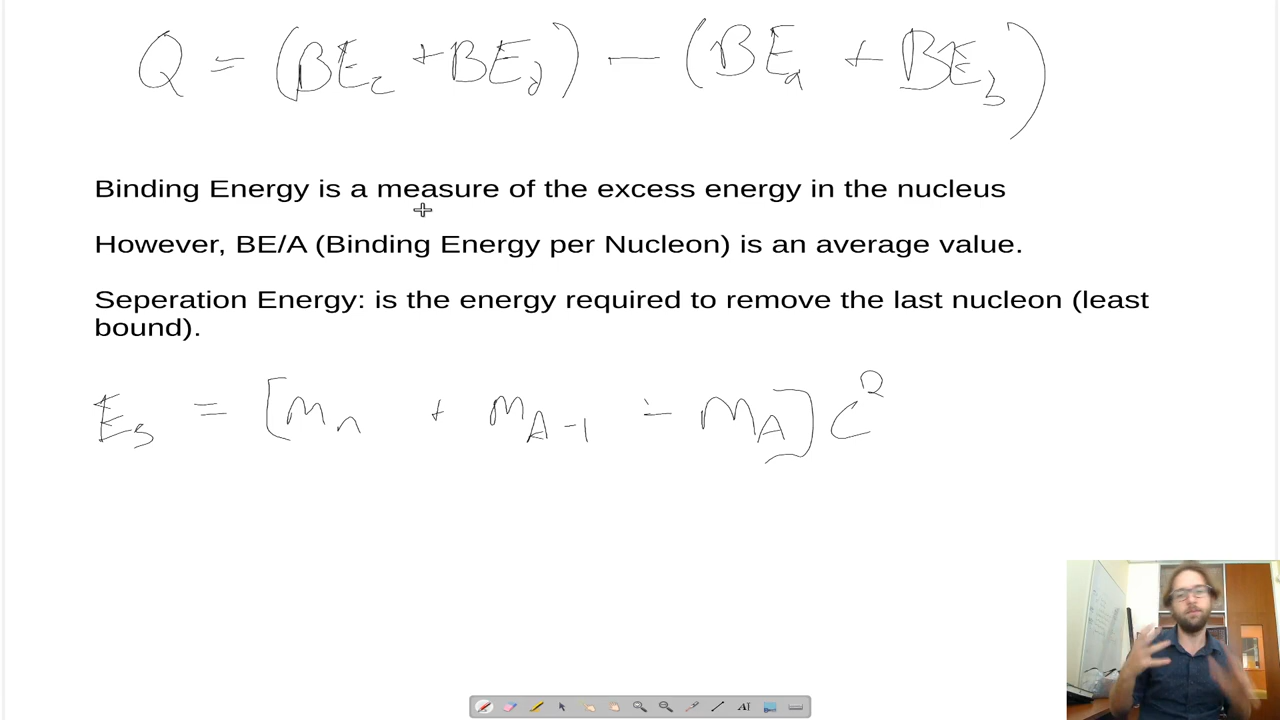 Q = (BE_c + BE_d) - (BE_a + BE_b)
Binding Energy is a measure of the excess energy in the nucleus
However, BE/A (Binding Energy per Nucleon) is an average value.
Seperation Energy: is the energy required to remove the last nucleon (least
bound).
E_s = [m_n + m_{A-1} - m_A] c^2
AI